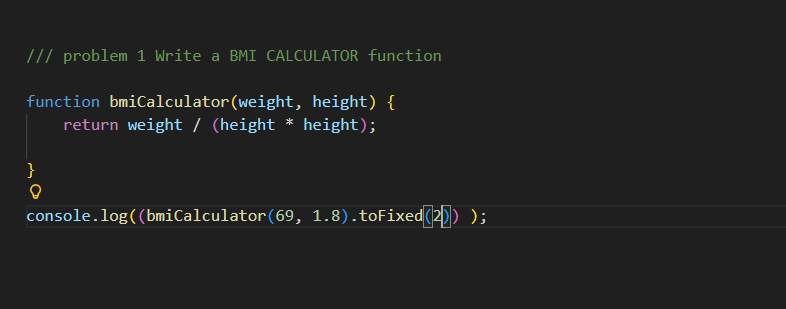 /// problem 1 Write a BMI CALCULATOR function
function bmiCalculator(weight, height) {
return weight / (height * height);
}
console.log((bmiCalculator(69, 1.8).toFixed(2)) );